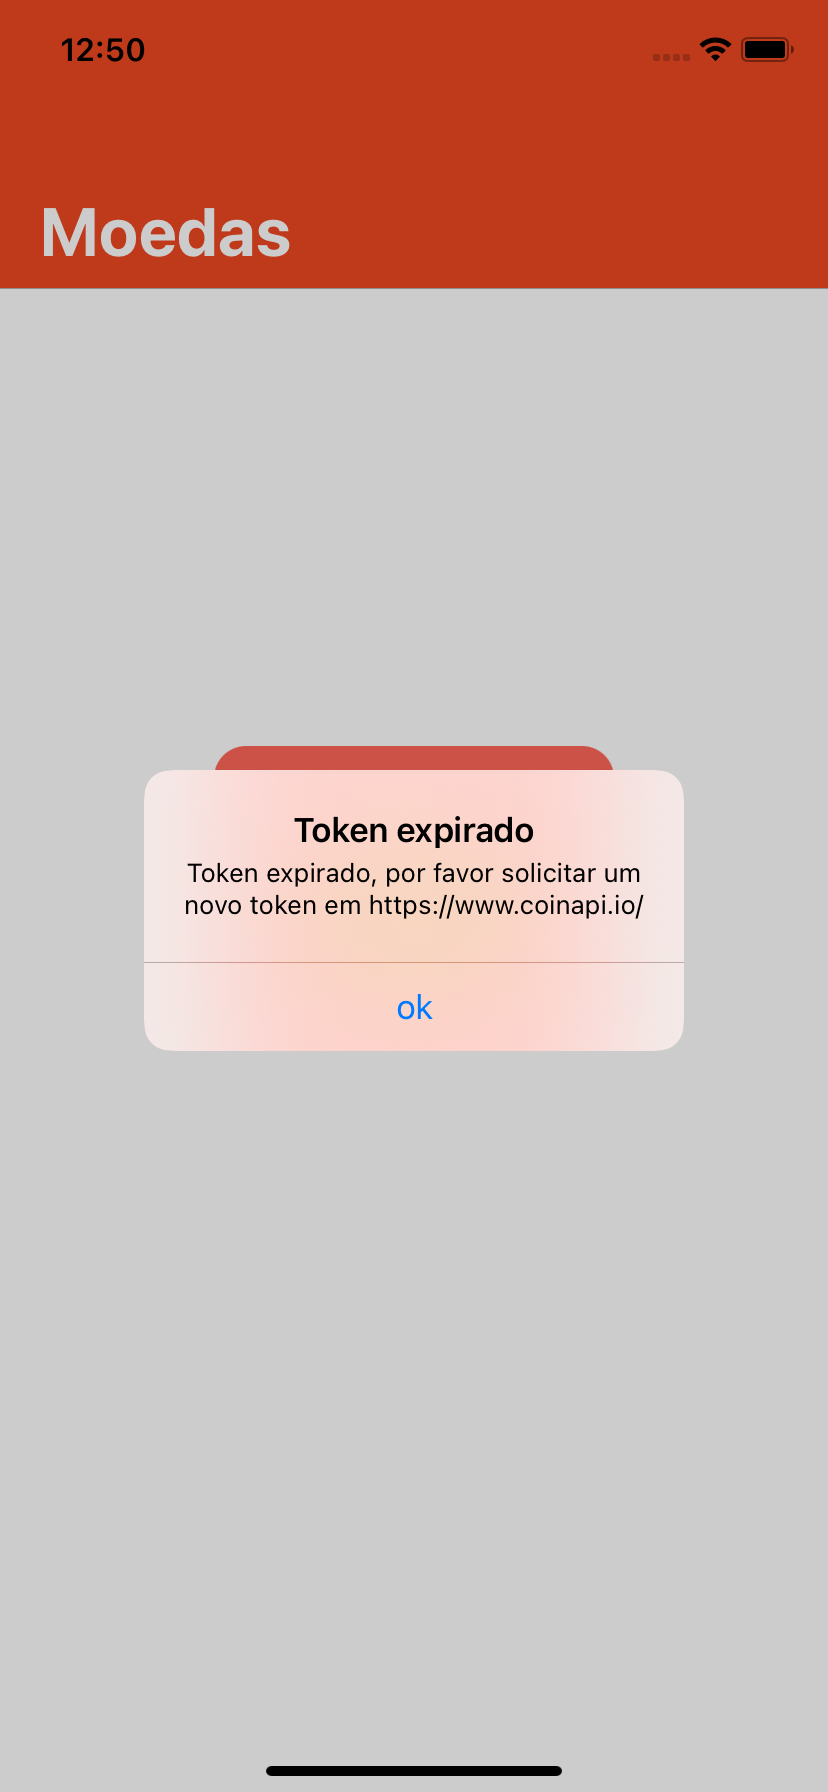 12:50
Moedas
Token expirado
Token expirado, por favor solicitar um
novo token em https://www.coinapi.io/
ok